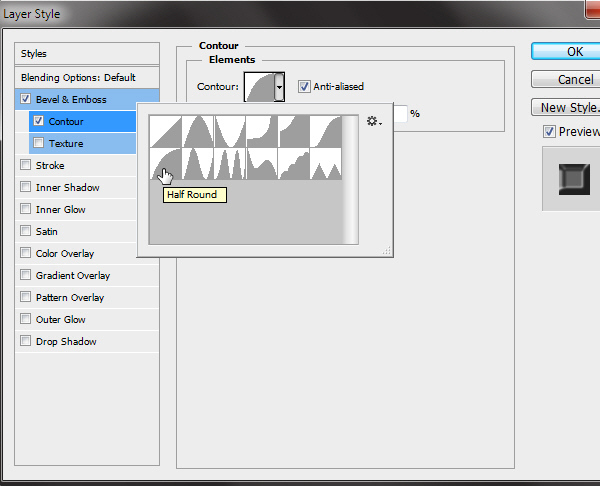 Layer Style
Styles
Blending Options: Default
Bevel & Emboss
Contour
Texture
Stroke
Inner Shadow
Inner Glow
Satin
Color Overlay
Gradient Overlay
Pattern Overlay
Outer Glow
Drop Shadow
Contour
Elements
Contour: Anti-aliased
%
Half Round
OK
Cancel
New Style...
Preview